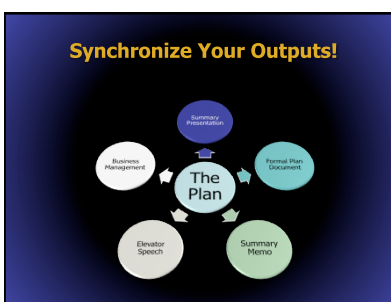 Synchronize Your Outputs!
Summary
Presentation
Business
Management
Formal Plan
Document
The
Plan
Elevator
Speech
Summary
Memo